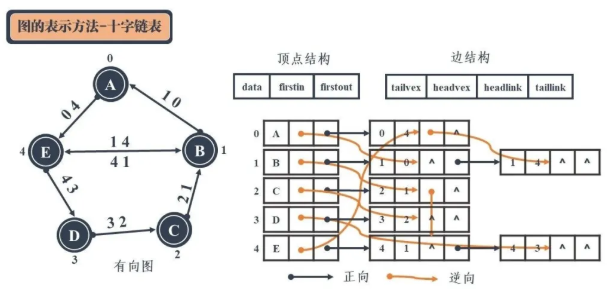 图的表示方法-十字链表
顶点结构
边结构
data firstin firstout
tailvex headvex headlink taillink
0
A
0 4
1 0
E
4
1 4
4 1
B
1
4 3
2 1
D
3
3 2
C
2
有向图
0 A 0 4 ^
1 B 1 0 ^ 1 4 ^ ^
2 C 2 1 ^
3 D 3 2 ^ ^
4 E 4 1 ^ 4 3 ^ ^
正向
逆向